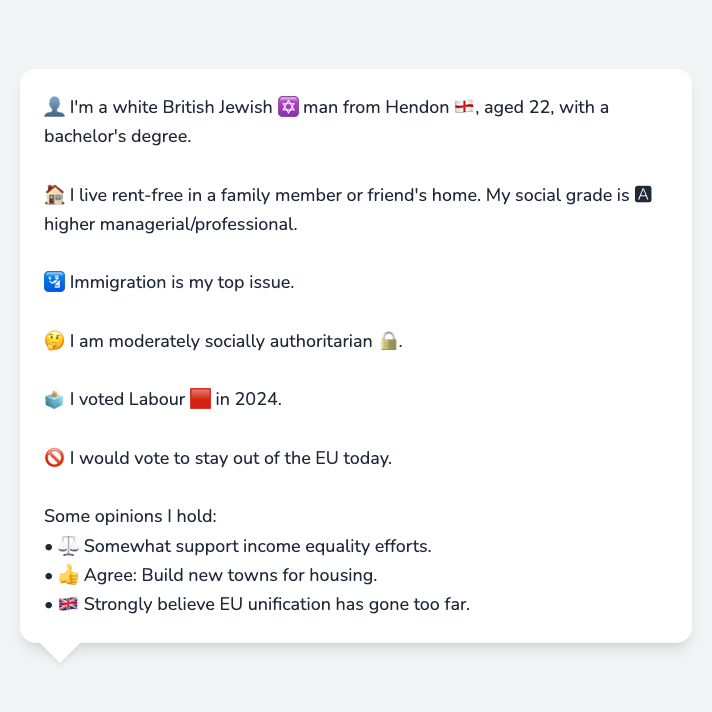 👤 I'm a white British Jewish 🔯 man from Hendon 🏴󠁧󠁢󠁥󠁮󠁧󠁿, aged 22, with a
bachelor's degree.
🏠 I live rent-free in a family member or friend's home. My social grade is 🅰
higher managerial/professional.
🛂 Immigration is my top issue.
🤔 I am moderately socially authoritarian 🔒.
🗳️ I voted Labour 🟥 in 2024.
🚫 I would vote to stay out of the EU today.
Some opinions I hold:
• ⚖️ Somewhat support income equality efforts.
• 👍 Agree: Build new towns for housing.
• 🇬🇧 Strongly believe EU unification has gone too far.